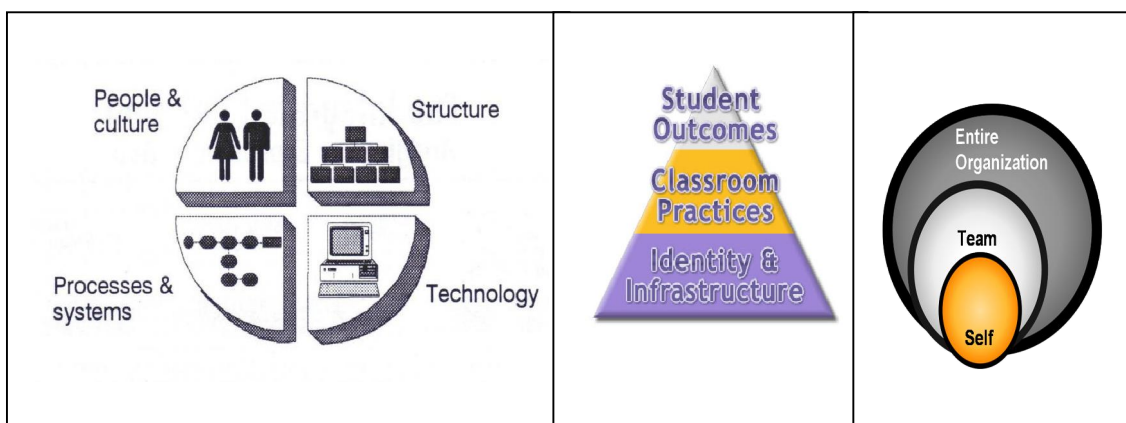 People &
culture
Structure
Processes &
systems
Technology
Student
Outcomes
Classroom
Practices
Identity &
Infrastructure
Entire
Organization
Team
Self